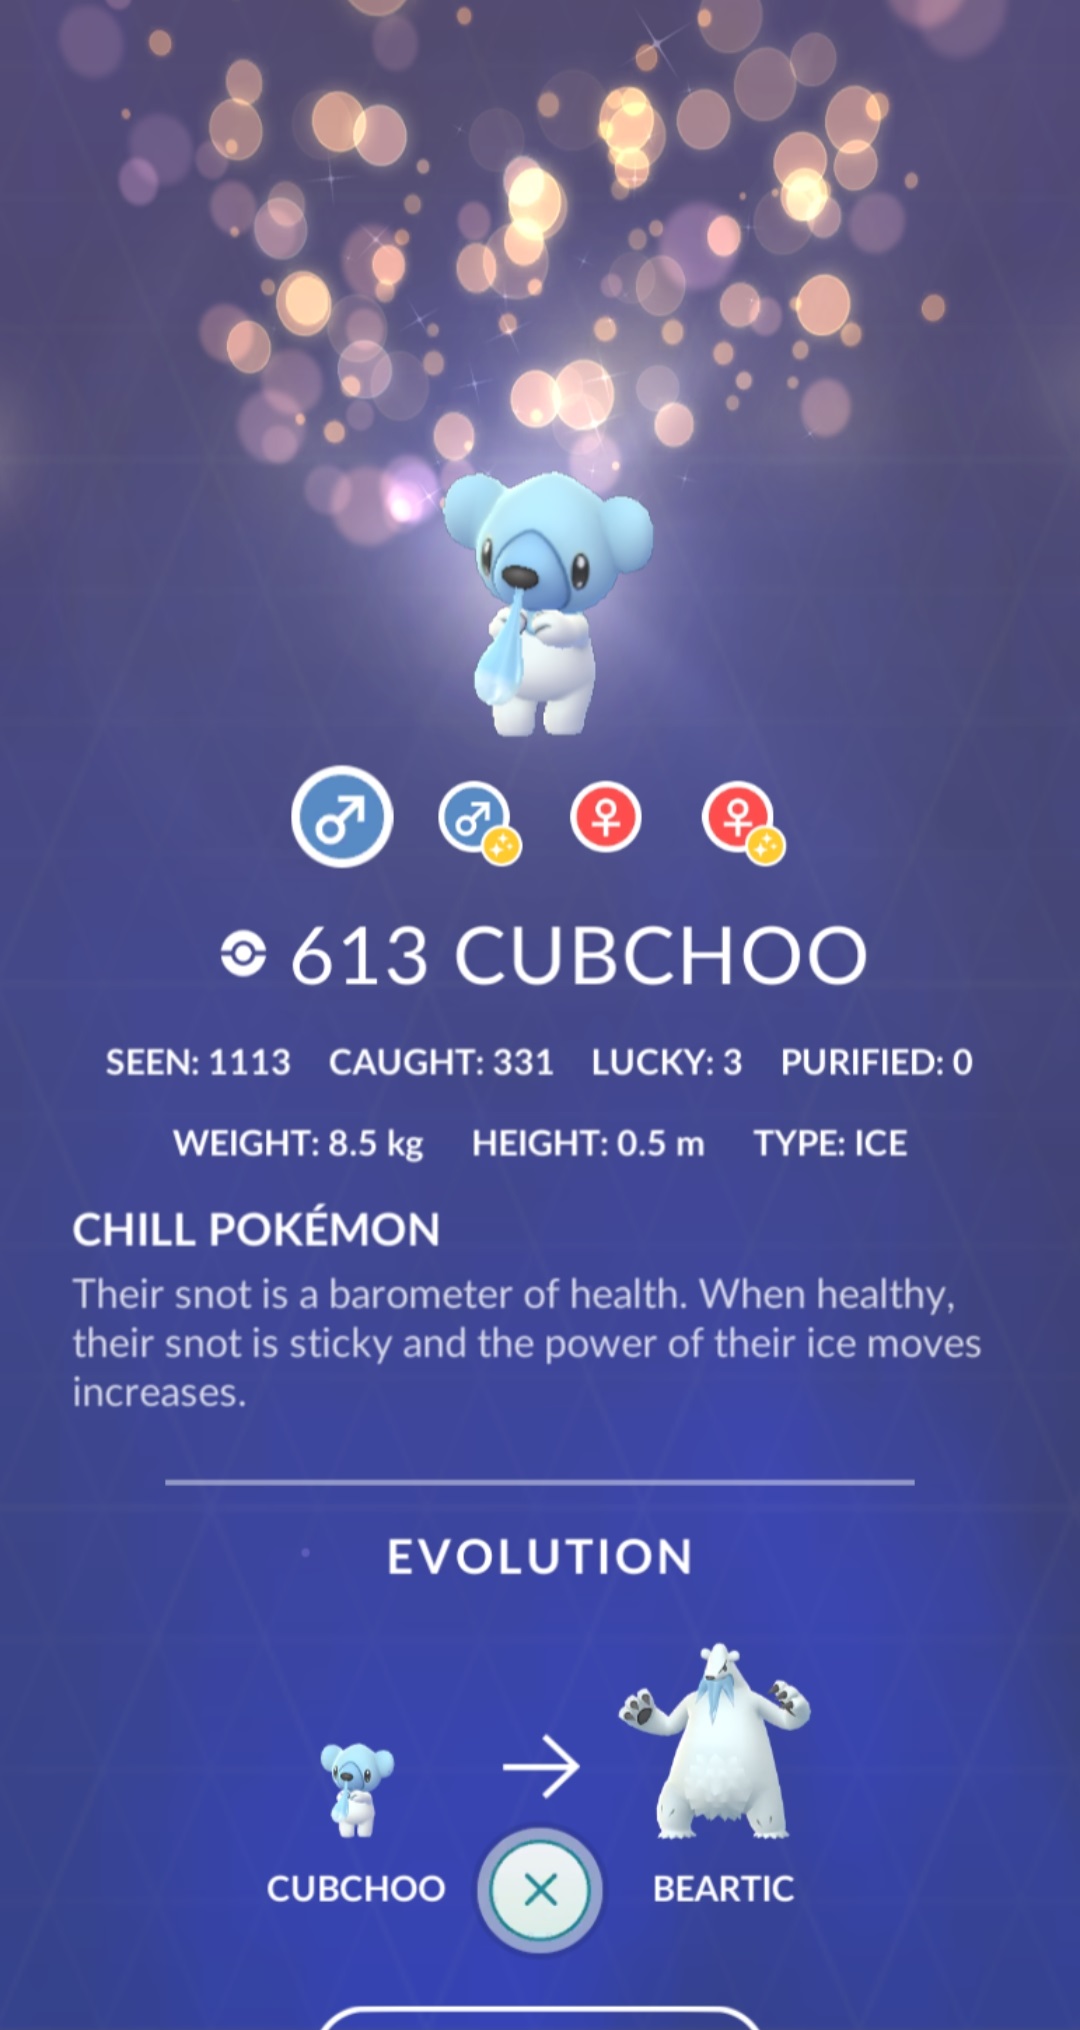 613 CUBCHOO
SEEN: 1113 CAUGHT: 331 LUCKY: 3 PURIFIED: 0
WEIGHT: 8.5 kg HEIGHT: 0.5 m TYPE: ICE
CHILL POKÉMON
Their snot is a barometer of health. When healthy,
their snot is sticky and the power of their ice moves
increases.
EVOLUTION
CUBCHOO BEARTIC